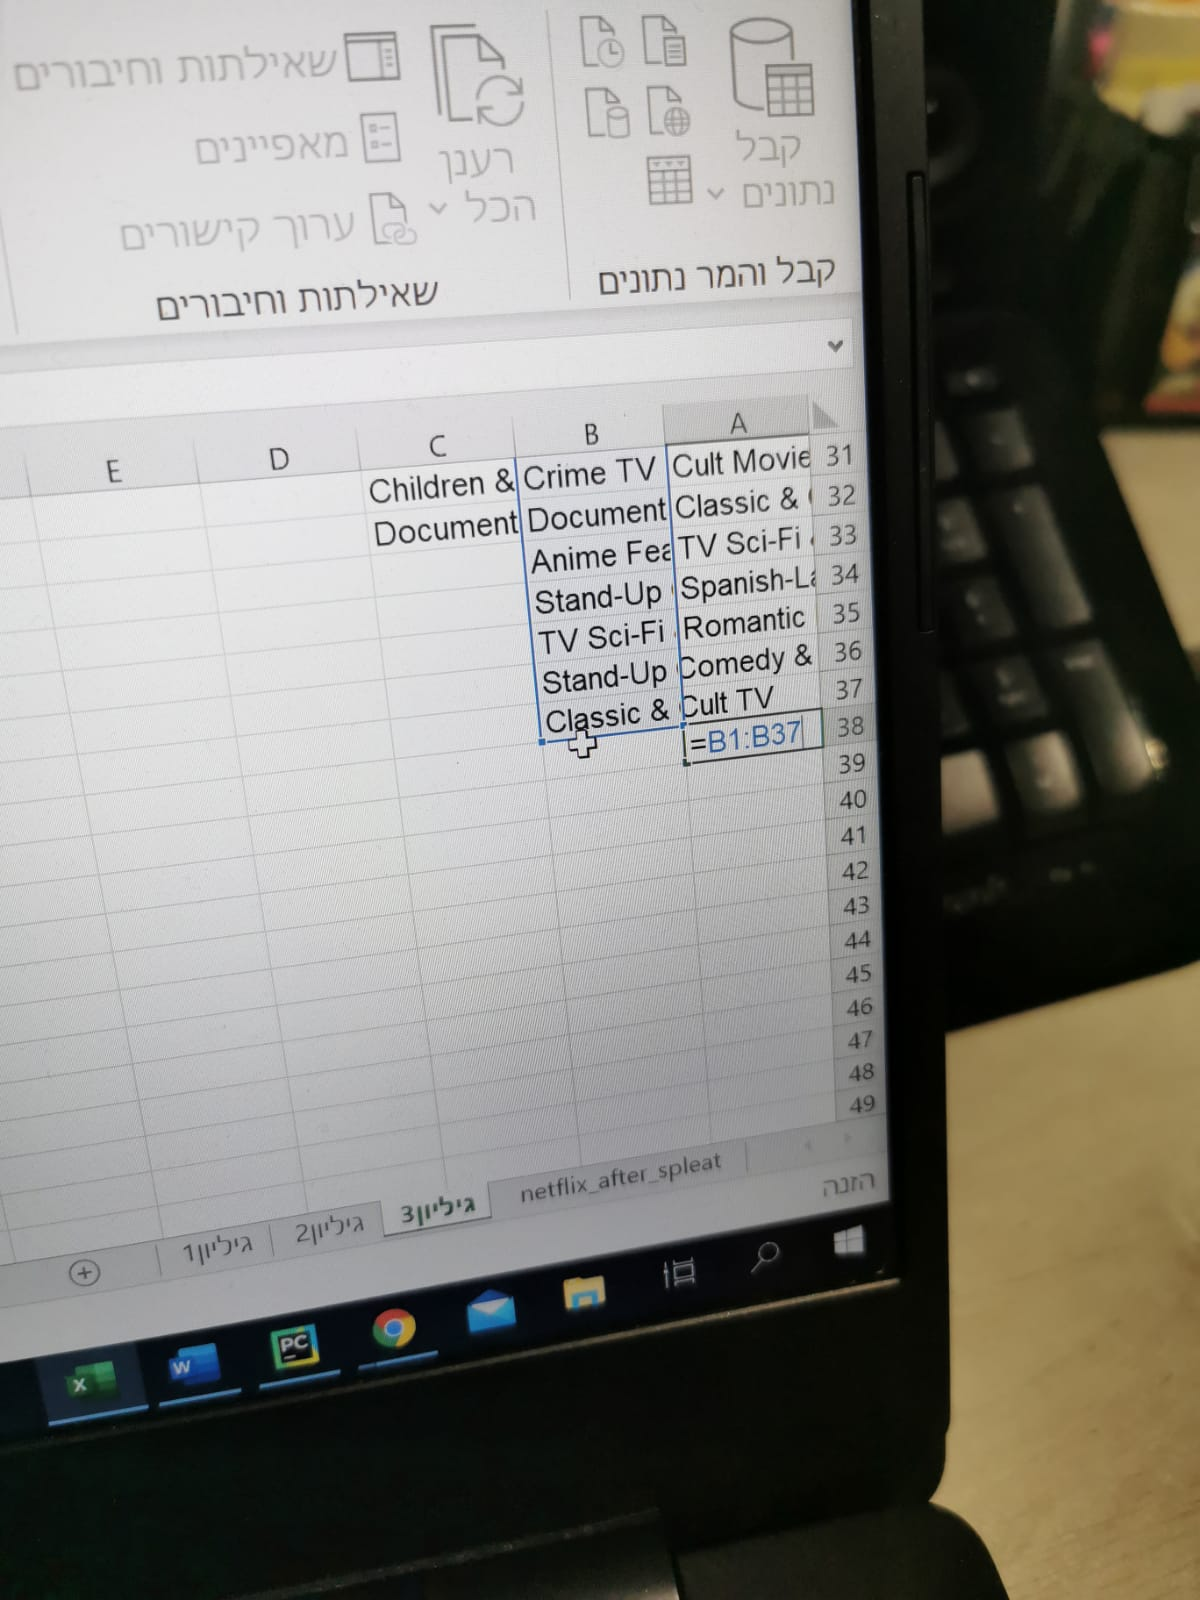 קבל
נתונים
קבל והמר נתונים
רענן
הכל
שאילתות וחיבורים
מאפיינים
ערוך קישורים
שאילתות וחיבורים
A B C D E
31 Cult Movie Crime TV Children &
32 Classic & Document Document
33 TV Sci-Fi Anime Fea
34 Spanish-La Stand-Up
35 Romantic TV Sci-Fi
36 Comedy & Stand-Up
37 Cult TV Classic &
38 =B1:B37
39
40
41
42
43
44
45
46
47
48
49
netflix_after_spleat גיליון3 גיליון2 גיליון1
הזנה
PC
W
X